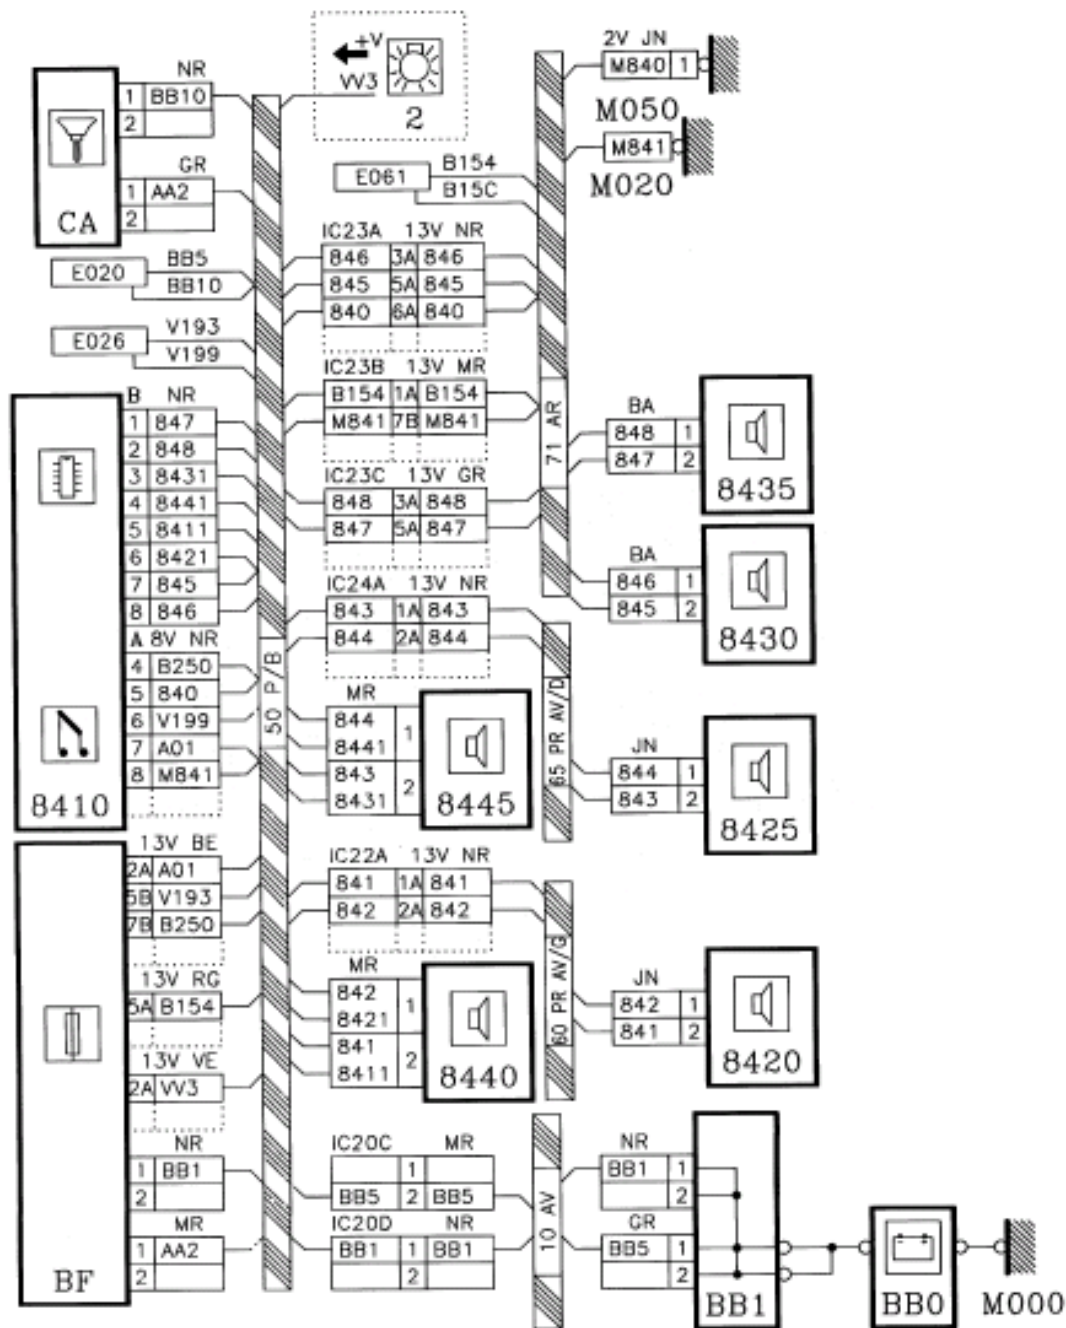 +V
VV3
2
2V JN
M840 1
M050
M841
M020
NR
1 BB10
2
GR
1 AA2
2
CA
E061
B154
B15C
E020
BB5
BB10
E026
V193
V199
IC23A 13V NR
846 3A 846
845 5A 845
840 6A 840
IC23B 13V MR
B154 1A B154
M841 7B M841
IC23C 13V GR
848 3A 848
847 5A 847
IC24A 13V NR
843 1A 843
844 2A 844
B NR
1 847
2 848
3 8431
4 8441
5 8411
6 8421
7 845
8 846
A 8V NR
4 B250
5 840
6 V199
7 A01
8 M841
8410
50 P/B
71 AR
BA
848 1
847 2
8435
BA
846 1
845 2
8430
MR
844
8441
1
843
8431
2
8445
65 PR AV/D
JN
844 1
843 2
8425
13V BE
2A A01
5B V193
7B B250
13V RG
5A B154
13V VE
2A VV3
NR
1 BB1
2
MR
1 AA2
2
BF
IC22A 13V NR
841 1A 841
842 2A 842
MR
842
8421
1
841
8411
2
8440
60 PR AV/G
JN
842 1
841 2
8420
IC20C MR
1
BB5 2 BB5
IC20D NR
BB1 1 BB1
2
10 AV
NR
BB1 1
2
GR
BB5 1
2
BB1
BB0
M000